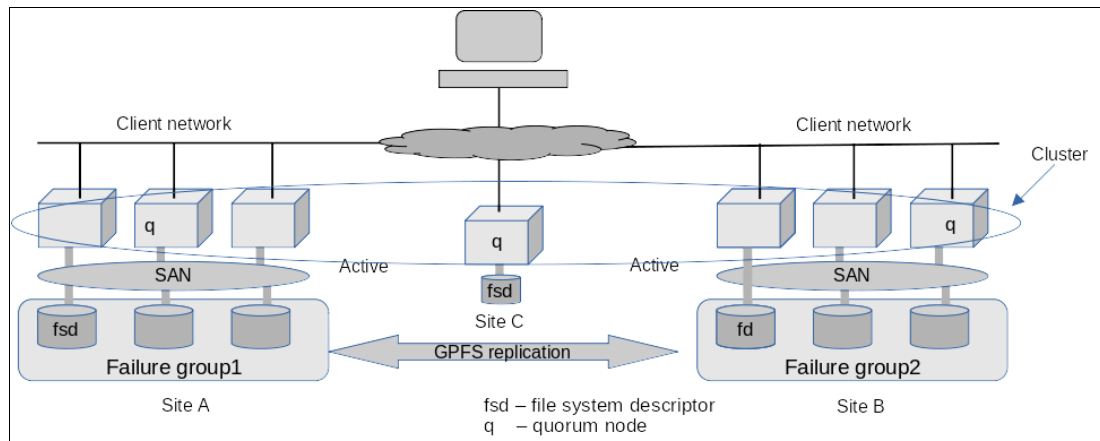 Client network
Client network
Cluster
q
q
q
SAN
Active
Active
SAN
fsd
Site C
fsd
fd
GPFS replication
Failure group1
Failure group2
Site A
Site B
fsd – file system descriptor
q – quorum node